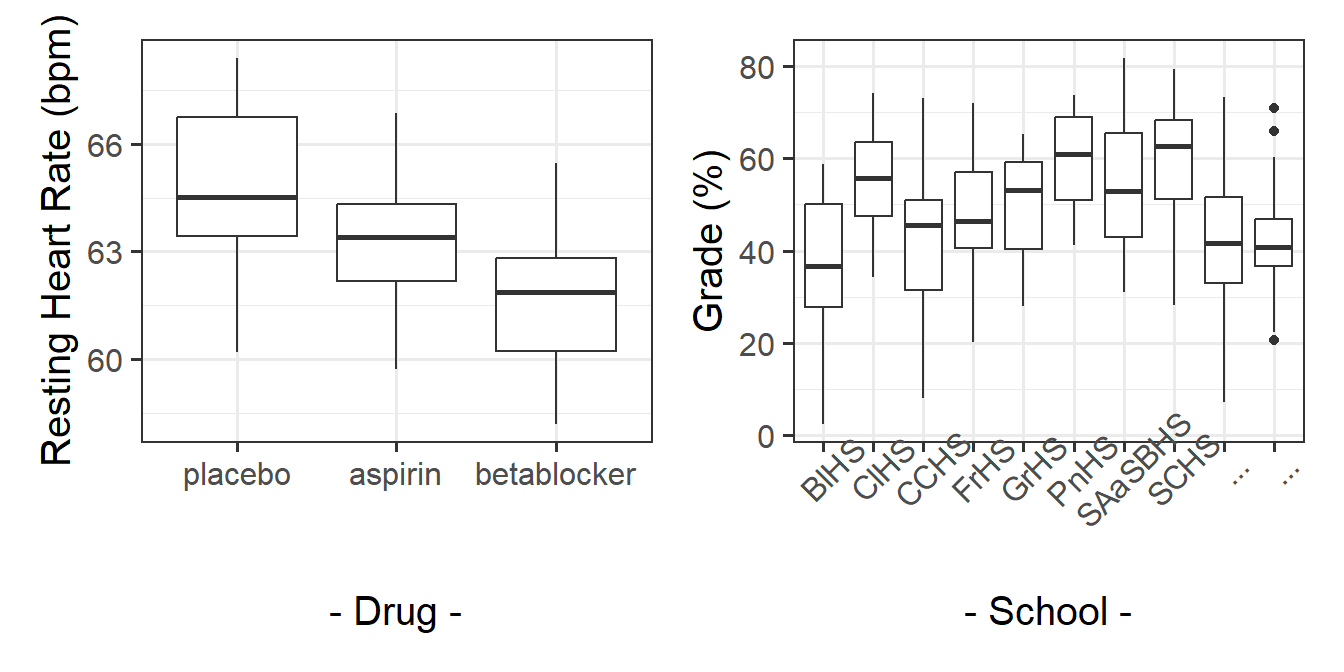 Resting Heart Rate (bpm)
66
63
60
placebo aspirin betablocker
- Drug -
Grade (%)
80
60
40
20
0
BlHS ClHS CCHS FrHS GrHS PnHS SAaSBHS SCHS ... ...
- School -